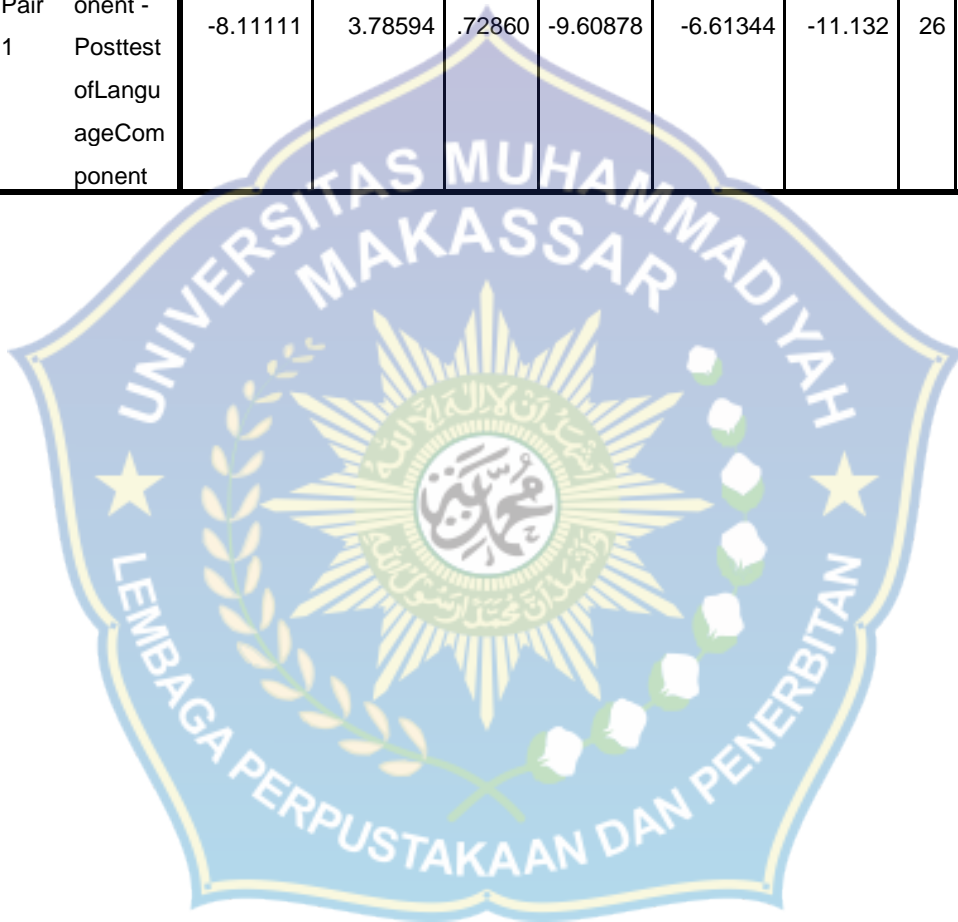 Pair onent -
1 Posttest -8.11111 3.78594 .72860 -9.60878 -6.61344 -11.132 26
ofLangu
ageCom
ponent
UNIVERSITAS MUHAMMADIYAH
MAKASSAR
LEMBAGA PERPUSTAKAAN DAN PENERBITAN